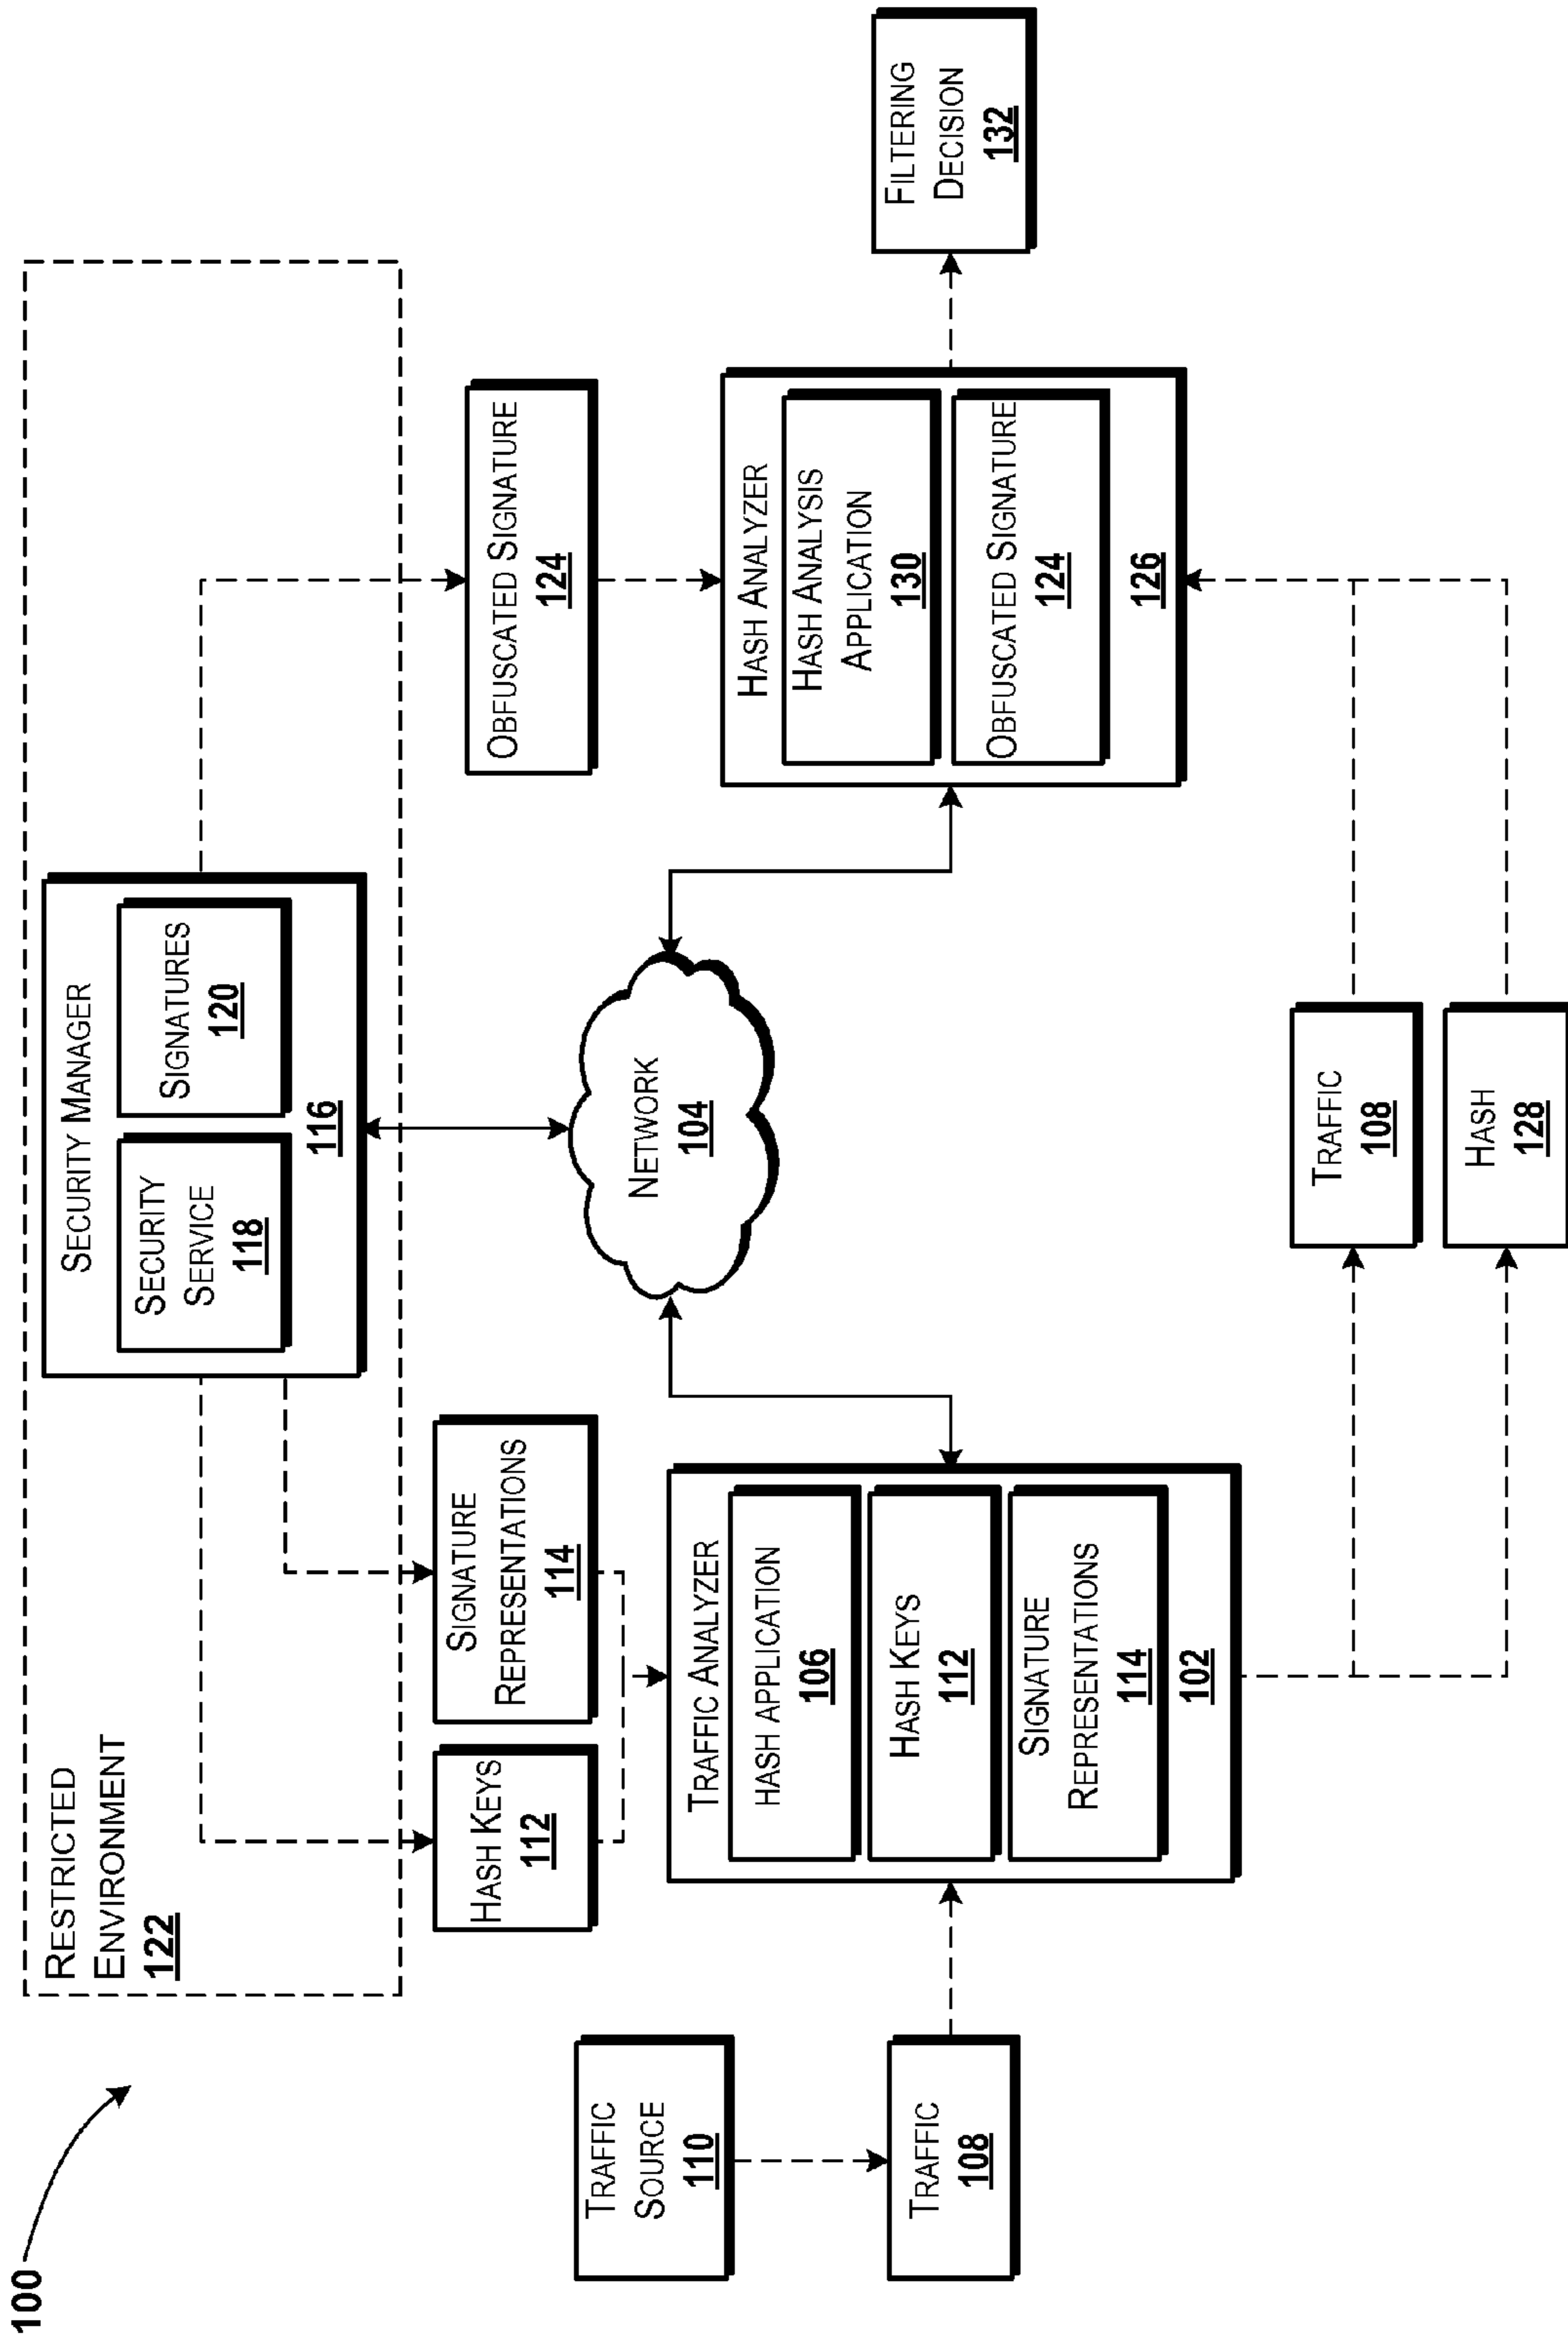 100
RESTRICTED
ENVIRONMENT
122
SECURITY MANAGER
SECURITY
SERVICE
118
SIGNATURES
120
116
HASH KEYS
112
SIGNATURE
REPRESENTATIONS
114
OBFUSCATED SIGNATURE
124
TRAFFIC
SOURCE
110
TRAFFIC
108
TRAFFIC ANALYZER
HASH APPLICATION
106
HASH KEYS
112
SIGNATURE
REPRESENTATIONS
114
102
NETWORK
104
HASH ANALYZER
HASH ANALYSIS
APPLICATION
130
OBFUSCATED SIGNATURE
124
126
FILTERING
DECISION
132
TRAFFIC
108
HASH
128